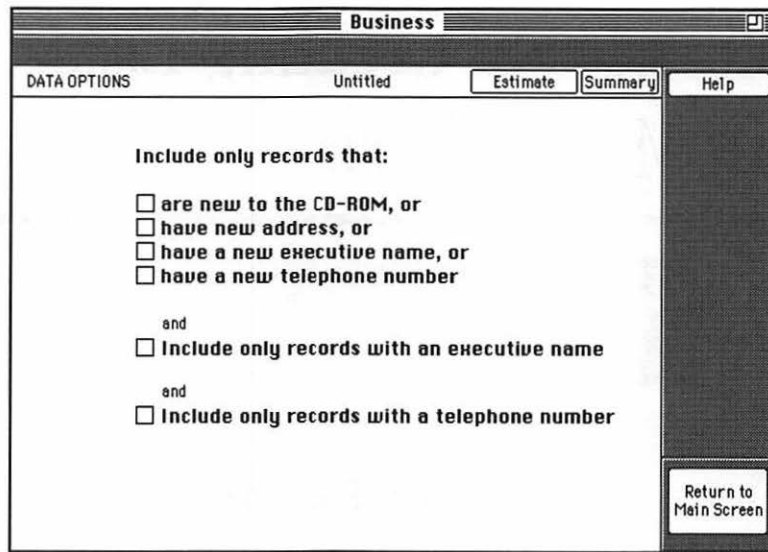 Business
DATA OPTIONS Untitled Estimate Summary Help
Include only records that:
are new to the CD-ROM, or
have new address, or
have a new executive name, or
have a new telephone number
and
Include only records with an executive name
and
Include only records with a telephone number
Return to
Main Screen